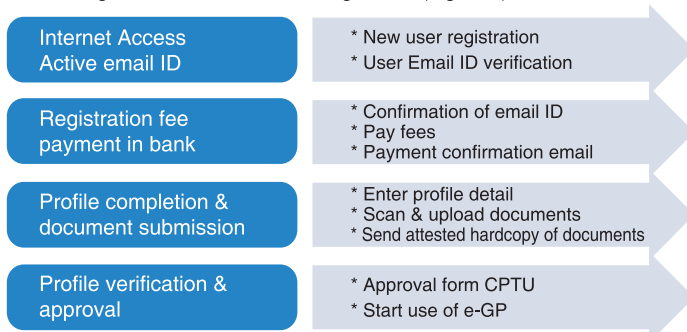 Internet Access
Active email ID
* New user registration
* User Email ID verification
Registration fee
payment in bank
* Confirmation of email ID
* Pay fees
* Payment confirmation email
Profile completion &
document submission
* Enter profile detail
* Scan & upload documents
* Send attested hardcopy of documents
Profile verification &
approval
* Approval form CPTU
* Start use of e-GP